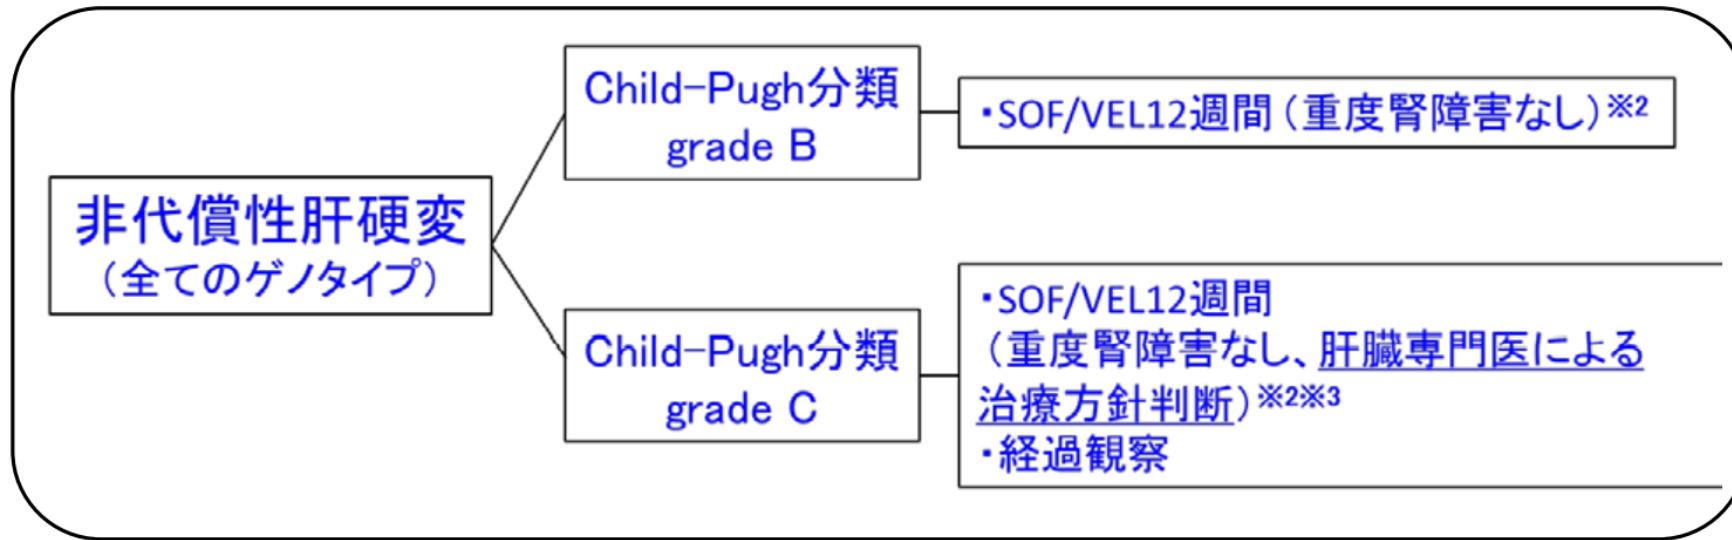 非代償性肝硬変
（全てのゲノタイプ）
Child-Pugh分類
grade B
・SOF/VEL12週間（重度腎障害なし）※2
Child-Pugh分類
grade C
・SOF/VEL12週間
（重度腎障害なし、肝臓専門医による
治療方針判断）※2※3
・経過観察